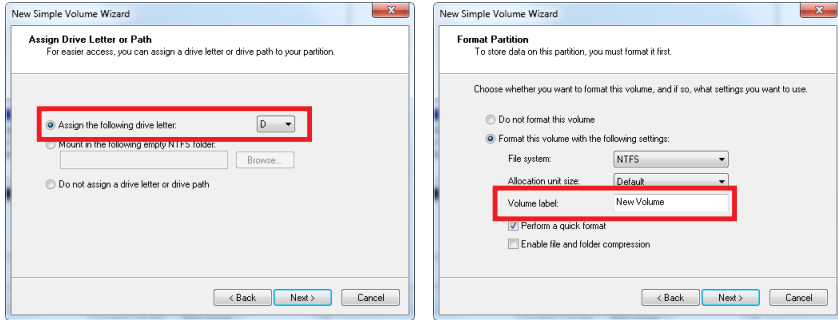 New Simple Volume Wizard
Assign Drive Letter or Path
For easier access, you can assign a drive letter or drive path to your partition.
Assign the following drive letter:
D
Mount in the following empty NTFS folder:
Browse...
Do not assign a drive letter or drive path
< Back
Next >
Cancel
New Simple Volume Wizard
Format Partition
To store data on this partition, you must format it first.
Choose whether you want to format this volume, and if so, what settings you want to use.
Do not format this volume
Format this volume with the following settings:
File system:
NTFS
Allocation unit size:
Default
Volume label:
New Volume
Perform a quick format
Enable file and folder compression
< Back
Next >
Cancel